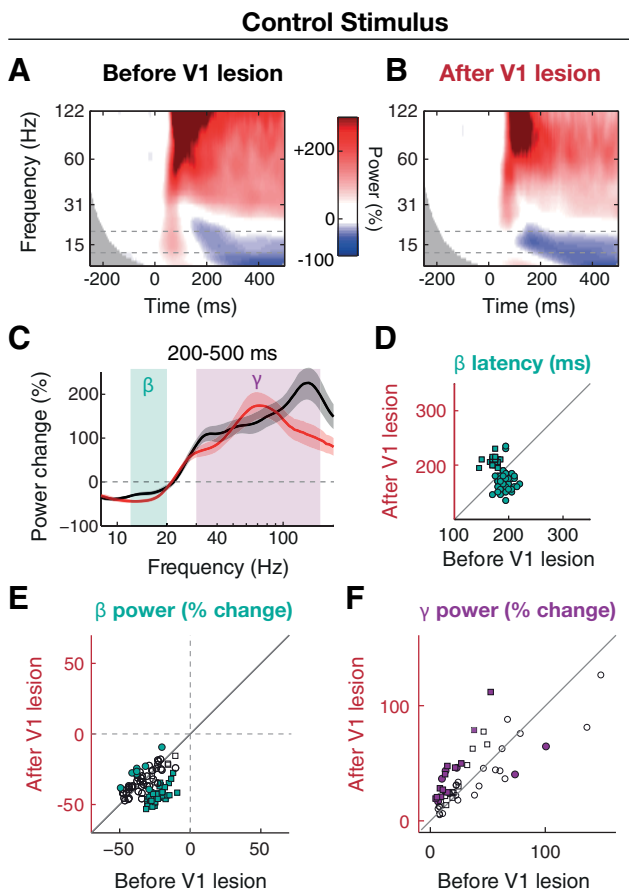 Control Stimulus
A Before V1 lesion
B After V1 lesion
Frequency (Hz)
122
60
31
15
-200 0 200 400
Time (ms)
+200
0
-100
Power (%)
122
60
31
15
-200 0 200 400
Time (ms)
C
200-500 ms
β
γ
Power change (%)
200
100
0
−100
10 20 40 100
Frequency (Hz)
D
β latency (ms)
After V1 lesion
300
200
100 200 300
Before V1 lesion
E
β power (% change)
After V1 lesion
50
0
−50
−50 0 50
Before V1 lesion
F
γ power (% change)
After V1 lesion
100
0
0 100
Before V1 lesion